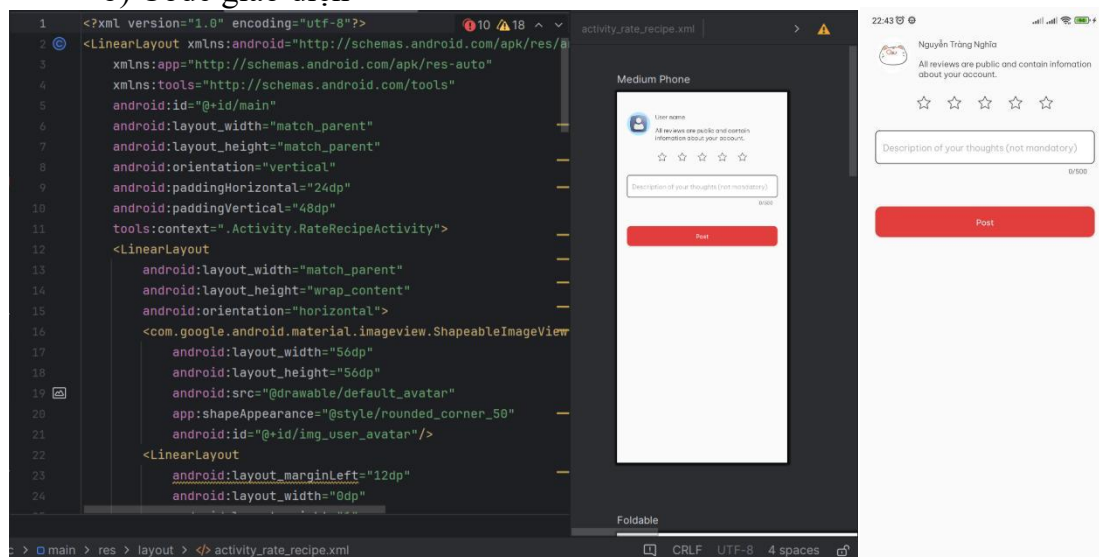 1 <?xml version="1.0" encoding="utf-8"?> 10 18
2 <LinearLayout xmlns:android="http://schemas.android.com/apk/res/a
3 xmlns:app="http://schemas.android.com/apk/res-auto"
4 xmlns:tools="http://schemas.android.com/tools"
5 android:id="@+id/main"
6 android:layout_width="match_parent"
7 android:layout_height="match_parent"
8 android:orientation="vertical"
9 android:paddingHorizontal="24dp"
10 android:paddingVertical="48dp"
11 tools:context=".Activity.RateRecipeActivity">
12 <LinearLayout
13 android:layout_width="match_parent"
14 android:layout_height="wrap_content"
15 android:orientation="horizontal">
16 <com.google.android.material.imageview.ShapeableImageView
17 android:layout_width="56dp"
18 android:layout_height="56dp"
19 android:src="@drawable/default_avatar"
20 app:shapeAppearance="@style/rounded_corner_50"
21 android:id="@+id/img_user_avatar"/>
22 <LinearLayout
23 android:layout_marginLeft="12dp"
24 android:layout_width="0dp"
main > res > layout > activity_rate_recipe.xml
CRLF UTF-8 4 spaces
activity_rate_recipe.xml
Medium Phone
User name
All reviews are public and contain
infomation about your account.
Description of your thoughts (not mandatory)
0/500
Post
Foldable
22:43
Nguyễn Trảng Nghĩa
All reviews are public and contain infomation
about your account.
Description of your thoughts (not mandatory)
0/500
Post